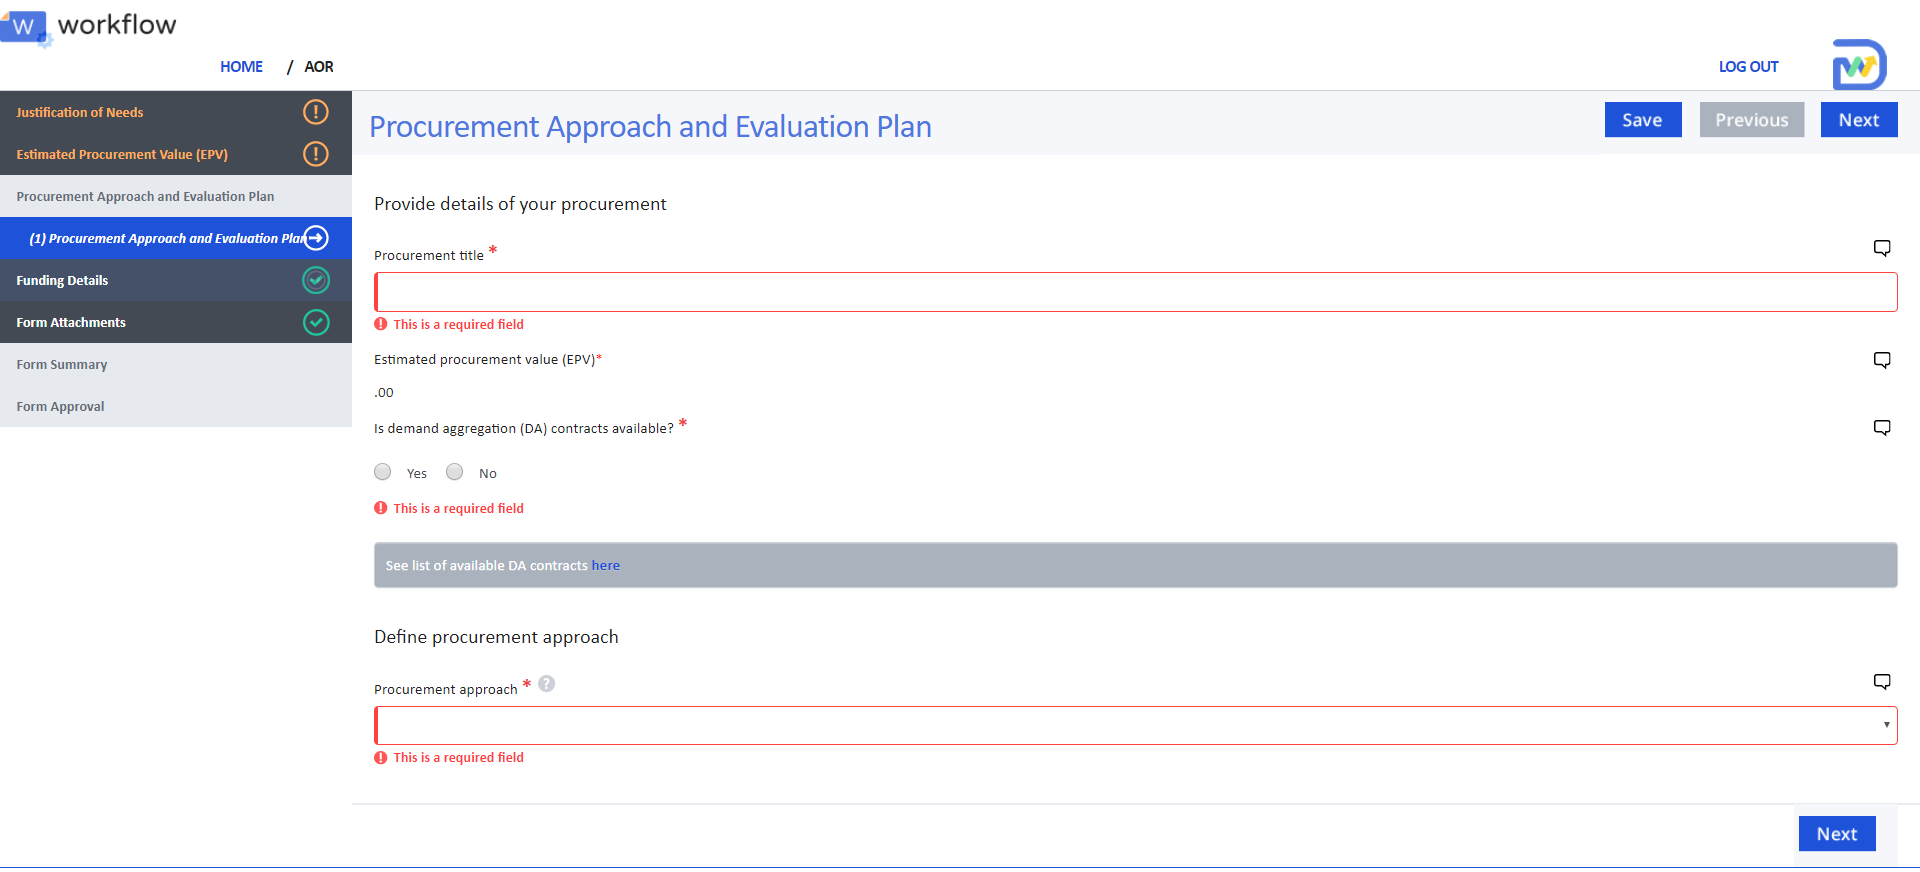 W workflow
HOME / AOR
LOG OUT
Justification of Needs
Estimated Procurement Value (EPV)
Procurement Approach and Evaluation Plan
(1) Procurement Approach and Evaluation Plan
Funding Details
Form Attachments
Form Summary
Form Approval
Procurement Approach and Evaluation Plan
Save
Previous
Next
Provide details of your procurement
Procurement title *
This is a required field
Estimated procurement value (EPV)*
.00
Is demand aggregation (DA) contracts available? *
Yes No
This is a required field
See list of available DA contracts here
Define procurement approach
Procurement approach * ?
This is a required field
Next